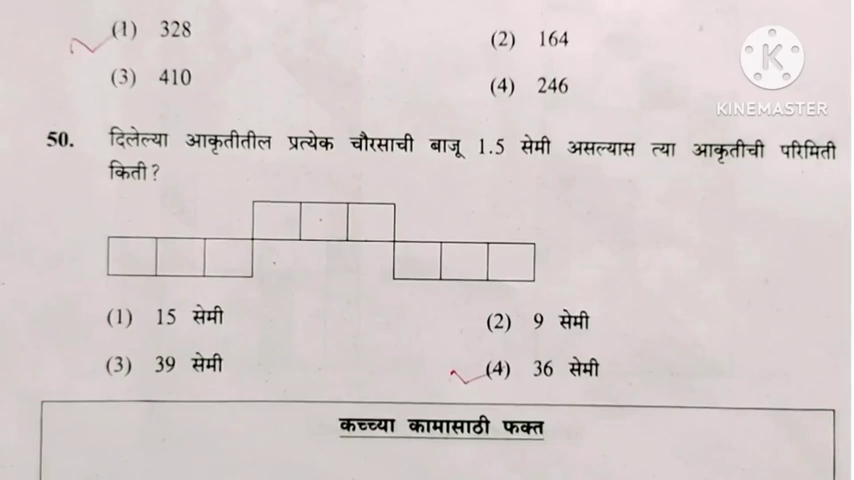 (1) 328
(2) 164
(3) 410
(4) 246
KINEMASTER
50. दिलेल्या आकृतीतील प्रत्येक चौरसाची बाजू 1.5 सेमी असल्यास त्या आकृतीची परिमिती
किती?
(1) 15 सेमी
(2) 9 सेमी
(3) 39 सेमी
(4) 36 सेमी
कच्च्या कामासाठी फक्त